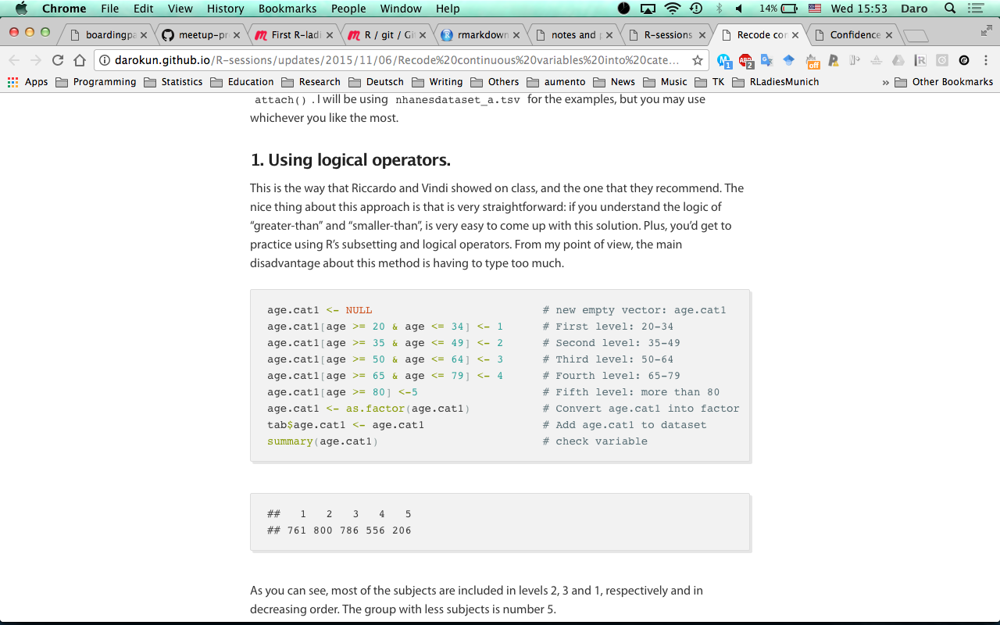 Chrome File Edit View History Bookmarks People Window Help 14% Wed 15:53 Daro
boardingpa meetup-pr First R-ladi R / git / Gi rmarkdown notes and p R-sessions Recode con Confidence
darokun.github.io/R-sessions/updates/2015/11/06/Recode%20continuous%20variables%20into%20cate... 1 ABP 2 off
Apps Programming Statistics Education Research Deutsch Writing Others aumento News Music TK RLadiesMunich » Other Bookmarks
attach() . I will be using nhanesdataset_a.tsv for the examples, but you may use
whichever you like the most.
1. Using logical operators.
This is the way that Riccardo and Vindi showed on class, and the one that they recommend. The
nice thing about this approach is that is very straightforward: if you understand the logic of
“greater-than” and “smaller-than”, is very easy to come up with this solution. Plus, you’d get to
practice using R’s subsetting and logical operators. From my point of view, the main
disadvantage about this method is having to type too much.
age.cat1 <- NULL # new empty vector: age.cat1
age.cat1[age >= 20 & age <= 34] <- 1 # First level: 20-34
age.cat1[age >= 35 & age <= 49] <- 2 # Second level: 35-49
age.cat1[age >= 50 & age <= 64] <- 3 # Third level: 50-64
age.cat1[age >= 65 & age <= 79] <- 4 # Fourth level: 65-79
age.cat1[age >= 80] <-5 # Fifth level: more than 80
age.cat1 <- as.factor(age.cat1) # Convert age.cat1 into factor
tab$age.cat1 <- age.cat1 # Add age.cat1 to dataset
summary(age.cat1) # check variable
## 1 2 3 4 5
## 761 800 786 556 206
As you can see, most of the subjects are included in levels 2, 3 and 1, respectively and in
decreasing order. The group with less subjects is number 5.